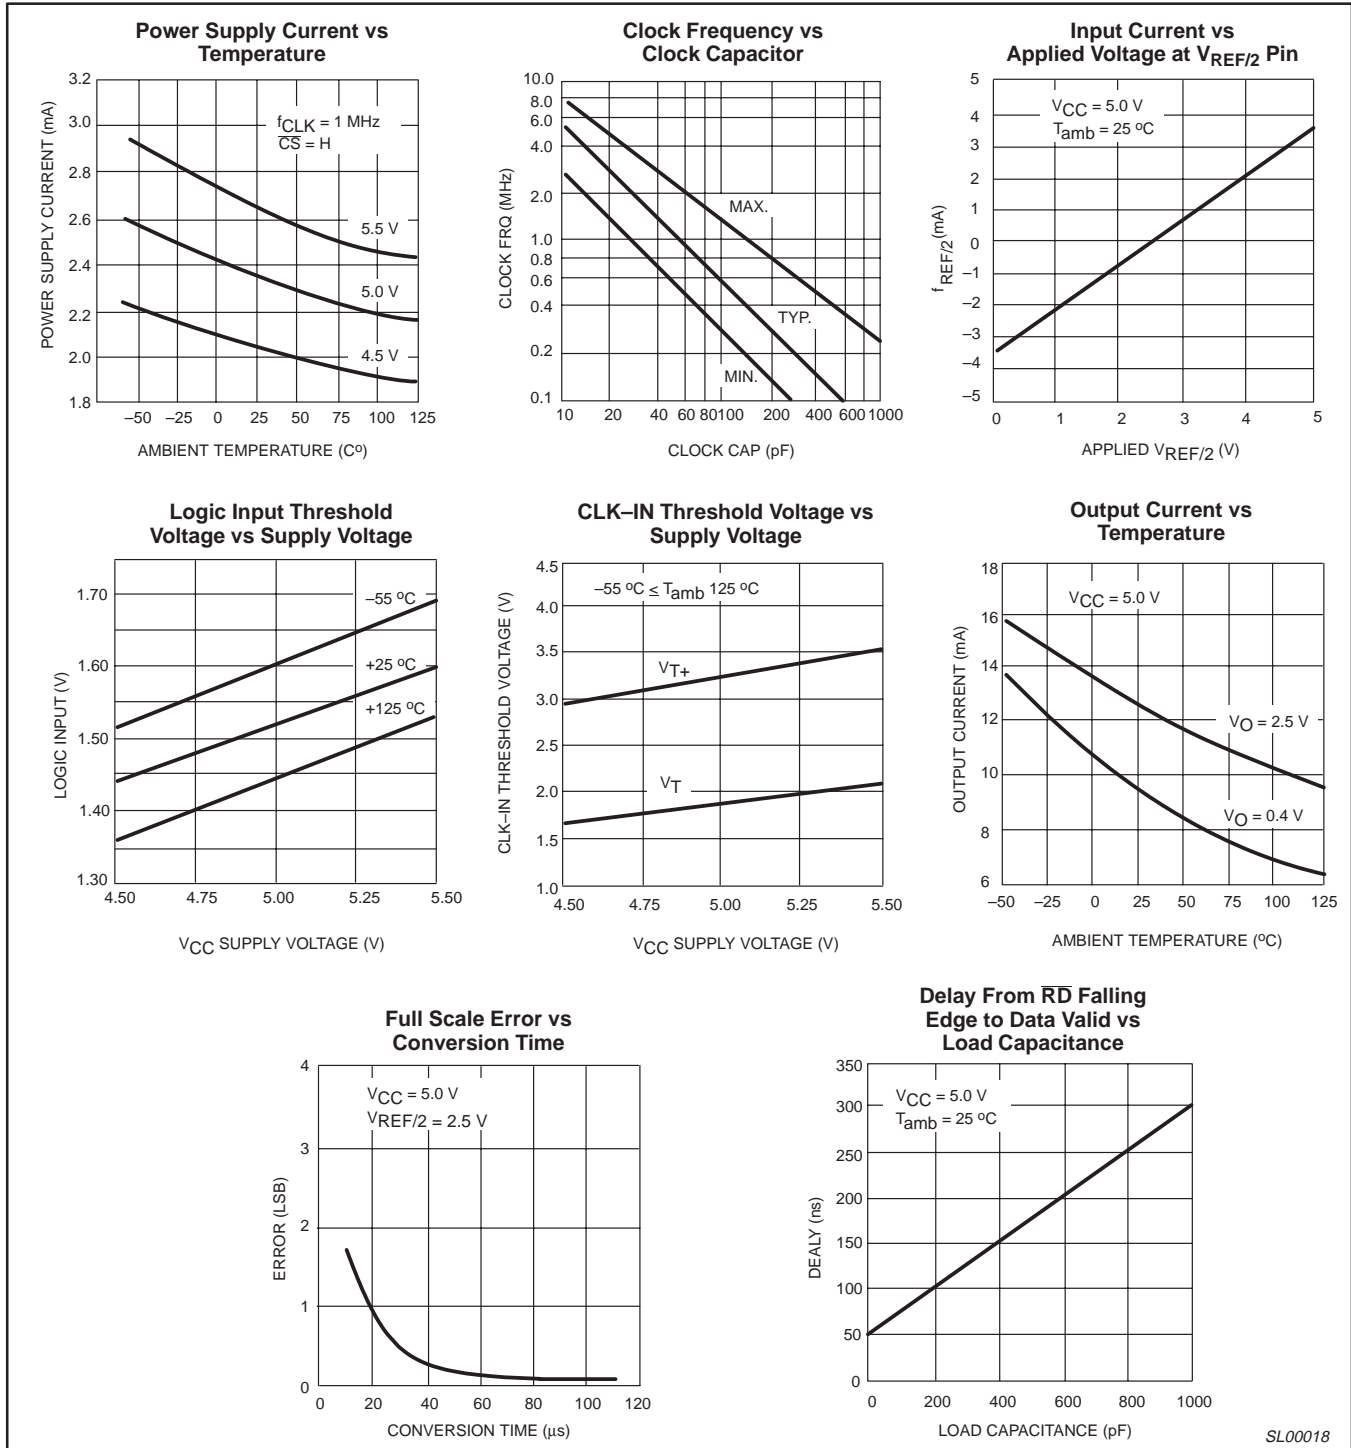 Power Supply Current vs
Temperature
3.2
3.0
2.8
2.6
2.4
2.2
2.0
1.8
POWER SUPPLY CURRENT (mA)
fCLK = 1 MHz
CS = H
5.5 V
5.0 V
4.5 V
–50 –25 0 25 50 75 100 125
AMBIENT TEMPERATURE (Cº)
Clock Frequency vs
Clock Capacitor
10.0
8.0
6.0
4.0
2.0
1.0
0.8
0.6
0.4
0.2
0.1
CLOCK FRQ (MHz)
MAX.
TYP.
MIN.
10 20 40 60 80 100 200 400 600 1000
CLOCK CAP (pF)
Input Current vs
Applied Voltage at VREF/2 Pin
5
4
3
2
1
0
–1
–2
–3
–4
–5
fREF/2 (mA)
VCC = 5.0 V
Tamb = 25 ºC
0 1 2 3 4 5
APPLIED VREF/2 (V)
Logic Input Threshold
Voltage vs Supply Voltage
1.70
1.60
1.50
1.40
1.30
LOGIC INPUT (V)
–55 ºC
+25 ºC
+125 ºC
4.50 4.75 5.00 5.25 5.50
VCC SUPPLY VOLTAGE (V)
CLK–IN Threshold Voltage vs
Supply Voltage
4.5
4.0
3.5
3.0
2.5
2.0
1.5
1.0
CLK–IN THRESHOLD VOLTAGE (V)
–55 ºC ≤ Tamb 125 ºC
VT+
VT
4.50 4.75 5.00 5.25 5.50
VCC SUPPLY VOLTAGE (V)
Output Current vs
Temperature
18
16
14
12
10
8
6
OUTPUT CURRENT (mA)
VCC = 5.0 V
VO = 2.5 V
VO = 0.4 V
–50 –25 0 25 50 75 100 125
AMBIENT TEMPERATURE (ºC)
Full Scale Error vs
Conversion Time
4
3
2
1
0
ERROR (LSB)
VCC = 5.0 V
VREF/2 = 2.5 V
0 20 40 60 80 100 120
CONVERSION TIME (µs)
Delay From RD Falling
Edge to Data Valid vs
Load Capacitance
350
300
250
200
150
100
50
0
DEALY (ns)
VCC = 5.0 V
Tamb = 25 ºC
0 200 400 600 800 1000
LOAD CAPACITANCE (pF)
SL00018